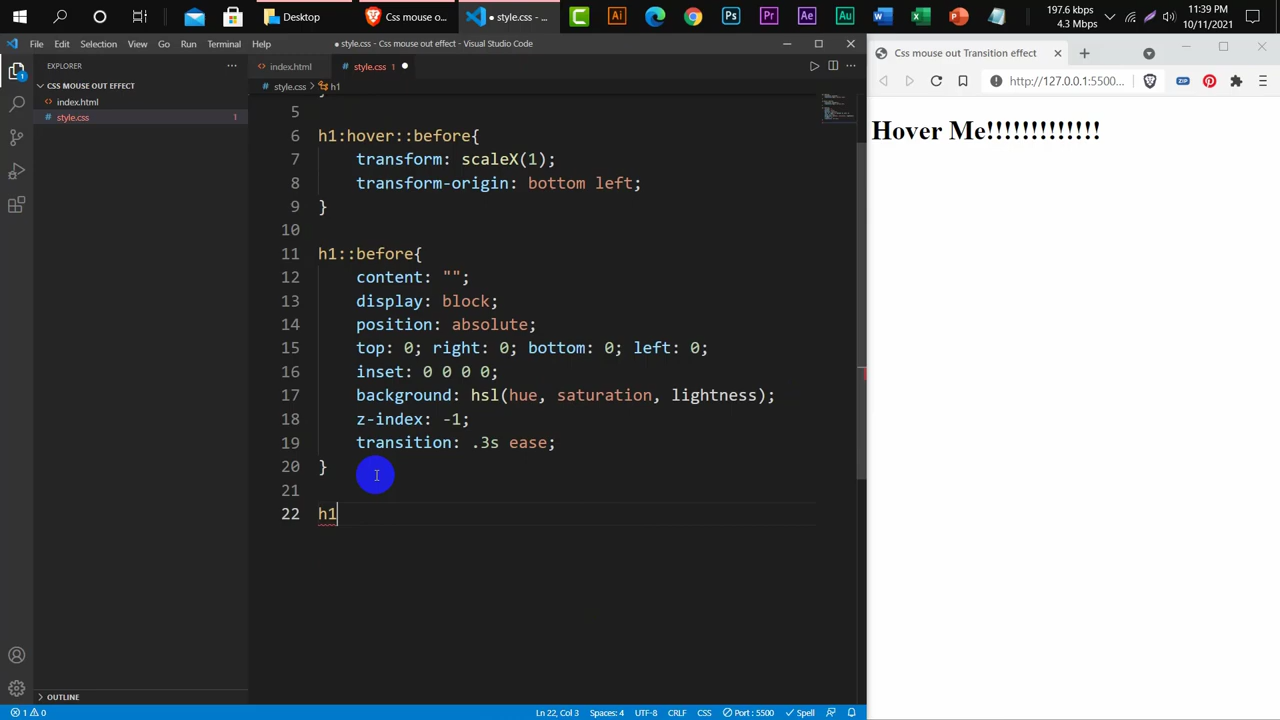 Desktop
Css mouse o...
● style.css - ...
197.6 kbps
4.3 Mbps
11:39 AM
10/11/2021
File Edit Selection View Go Run Terminal Help
● style.css - Css mouse out effect - Visual Studio Code
EXPLORER
CSS MOUSE OUT EFFECT
index.html
style.css 1
index.html
style.css 1
style.css > h1
5
6 h1:hover::before{
7 transform: scaleX(1);
8 transform-origin: bottom left;
9 }
10
11 h1::before{
12 content: "";
13 display: block;
14 position: absolute;
15 top: 0; right: 0; bottom: 0; left: 0;
16 inset: 0 0 0 0;
17 background: hsl(hue, saturation, lightness);
18 z-index: -1;
19 transition: .3s ease;
20 }
21
22 h1
OUTLINE
1 0
Ln 22, Col 3 Spaces: 4 UTF-8 CRLF CSS Port : 5500 Spell
Css mouse out Transition effect
http://127.0.0.1:5500...
Hover Me!!!!!!!!!!!!!